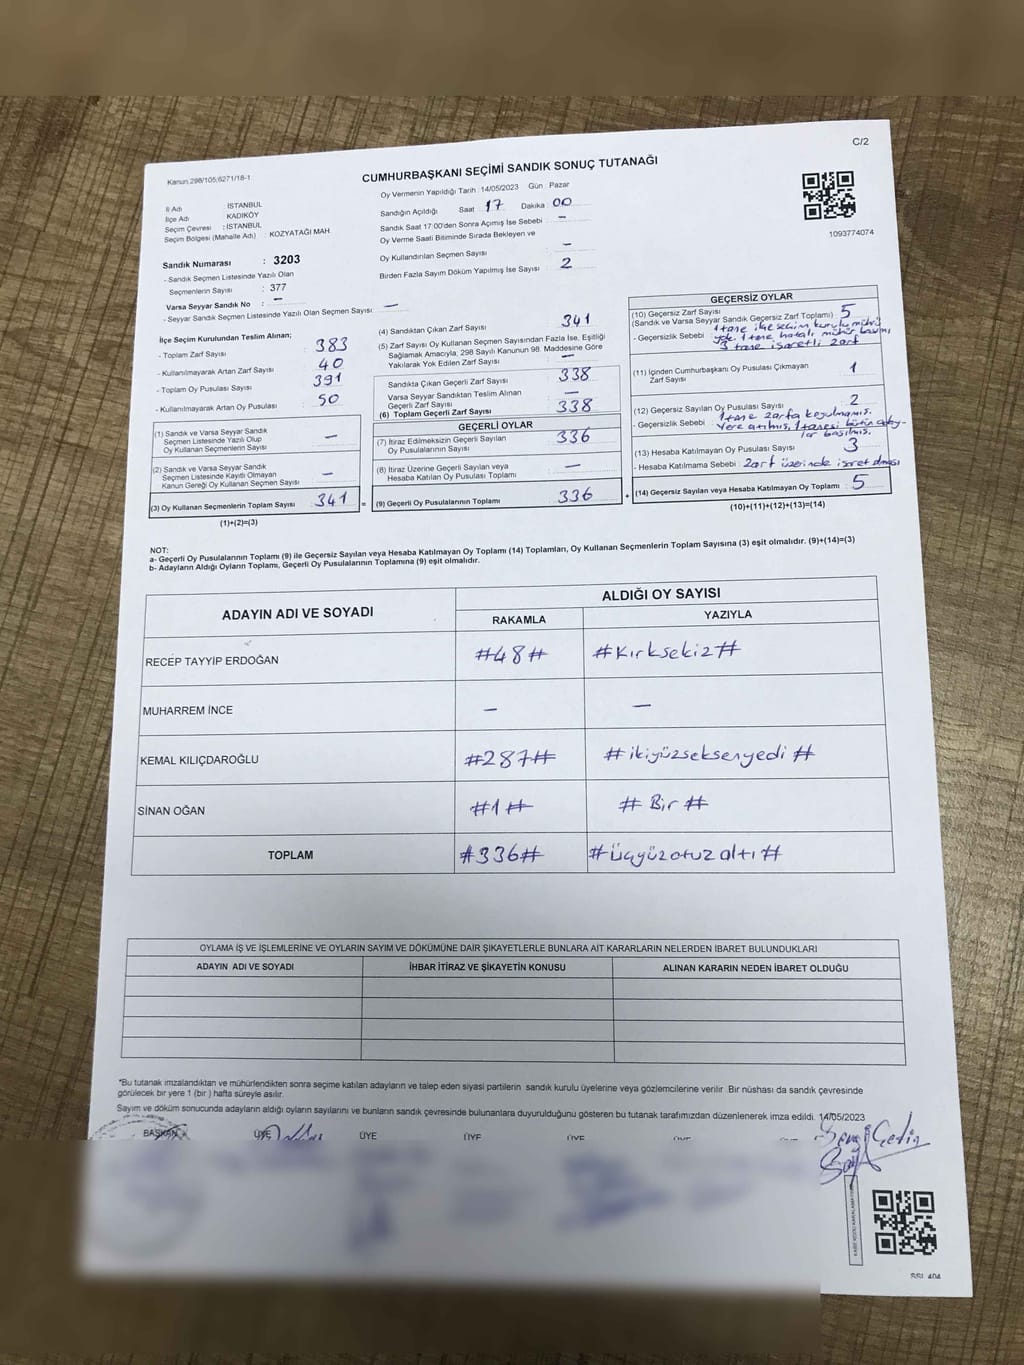 C/2
Kanun.298/105;6271/18-1
CUMHURBAŞKANI SEÇİMİ SANDIK SONUÇ TUTANAĞI
Oy Vermenin Yapıldığı Tarih : 14/05/2023 Gün : Pazar
İl Adı : İSTANBUL
İlçe Adı : KADIKÖY
Seçim Çevresi : İSTANBUL
Seçim Bölgesi (Mahalle Adı) : KOZYATAĞI MAH
Sandığın Açıldığı Saat 17 Dakika 00
Sandık Saat 17:00'den Sonra Açımış İse Sebebi : –
Oy Verme Saati Bitiminde Sırada Bekleyen ve
Oy Kullandırılan Seçmen Sayısı : –
Birden Fazla Sayım Döküm Yapılmış İse Sayısı : 2
1093774074
Sandık Numarası : 3203
- Sandık Seçmen Listesinde Yazılı Olan
Seçmenlerin Sayısı : 377
Varsa Seyyar Sandık No : –
- Seyyar Sandık Seçmen Listesinde Yazılı Olan Seçmen Sayısı: –
İlçe Seçim Kurulundan Teslim Alınan;
- Toplam Zarf Sayısı 383
- Kullanılmayarak Artan Zarf Sayısı 40
- Toplam Oy Pusulası Sayısı 391
- Kullanılmayarak Artan Oy Pusulası 50
(1) Sandık ve Varsa Seyyar Sandık
Seçmen Listesinde Yazılı Olup
Oy Kullanan Seçmenlerin Sayısı –
(2) Sandık ve Varsa Seyyar Sandık
Seçmen Listesinde Kayıtlı Olmayan
Kanun Gereği Oy Kullanan Seçmen Sayısı –
(3) Oy Kullanan Seçmenlerin Toplam Sayısı 341 =
(1)+(2)=(3)
(4) Sandıktan Çıkan Zarf Sayısı 341
(5) Zarf Sayısı Oy Kullanan Seçmen Sayısından Fazla İse, Eşitliği
Sağlamak Amacıyla, 298 Sayılı Kanunun 98. Maddesine Göre
Yakılarak Yok Edilen Zarf Sayısı –
Sandıkta Çıkan Geçerli Zarf Sayısı 338
Varsa Seyyar Sandıktan Teslim Alınan
Geçerli Zarf Sayısı –
(6) Toplam Geçerli Zarf Sayısı 338
GEÇERLİ OYLAR
(7) İtiraz Edilmeksizin Geçerli Sayılan
Oy Pusulası Toplamı 336
(8) İtiraz Üzerine Geçerli Sayılan veya
Hesaba Katılan Oy Pusulası Toplamı –
(9) Geçerli Oy Pusulalarının Toplamı 336 +
GEÇERSİZ OYLAR
(10) Geçersiz Zarf Sayısı
(Sandık ve Varsa Seyyar Sandık Geçersiz Zarf Toplamı) : 5
- Geçersizlik Sebebi : 1 tane ilçe seçim kurulu mührü
yok. 1 tane hatalı mühür basımı
3 tane işaretli zarf
(11) İçinden Cumhurbaşkanı Oy Pusulası Çıkmayan
Zarf Sayısı 1
(12) Geçersiz Sayılan Oy Pusulası Sayısı 2
- Geçersizlik Sebebi : 1 tane zarfa koyulmamış.
Yere atılmış, 1 tanesi bütün aday-
lar basılmış.
(13) Hesaba Katılmayan Oy Pusulası Sayısı 3
- Hesaba Katılmama Sebebi : Zarf üzerinde işaret olması
(14) Geçersiz Sayılan veya Hesaba Katılmayan Oy Toplamı 5
(10)+(11)+(12)+(13)=(14)
NOT:
a- Geçerli Oy Pusulalarının Toplamı (9) ile Geçersiz Sayılan veya Hesaba Katılmayan Oy Toplamı (14) Toplamları, Oy Kullanan Seçmenlerin Toplam Sayısına (3) eşit olmalıdır. (9)+(14)=(3)
b- Adayların Aldığı Oyların Toplamı, Geçerli Oy Pusulalarının Toplamına (9) eşit olmalıdır.
ADAYIN ADI VE SOYADI
ALDIĞI OY SAYISI
RAKAMLA YAZIYLA
RECEP TAYYİP ERDOĞAN #48# #Kırksekiz#
MUHARREM İNCE – –
KEMAL KILIÇDAROĞLU #287# #ikiyüzseksenyedi#
SİNAN OĞAN #1# #Bir#
TOPLAM #336# #üçyüzotuzaltı#
OYLAMA İŞ VE İŞLEMLERİNE VE OYLARIN SAYIM VE DÖKÜMÜNE DAİR ŞİKAYETLERLE BUNLARA AİT KARARLARIN NELERDEN İBARET BULUNDUKLARI
ADAYIN ADI VE SOYADI İHBAR İTİRAZ VE ŞİKAYETİN KONUSU ALINAN KARARIN NEDEN İBARET OLDUĞU
*Bu tutanak imzalandıktan ve mühürlendikten sonra seçime katılan adayların ve talep eden siyasi partilerin sandık kurulu üyelerine veya gözlemcilerine verilir. Bir nüshası da sandık çevresinde
görülecek bir yere 1 (bir ) hafta süreyle asılır.
Sayım ve döküm sonucunda adayların aldığı oyların sayılarını ve bunların sandık çevresinde bulunanlara duyurulduğunu gösteren bu tutanak tarafımızdan düzenlenerek imza edildi. 14/05/2023
BAŞKAN ÜYE ÜYE ÜYE ÜYE ÜYE